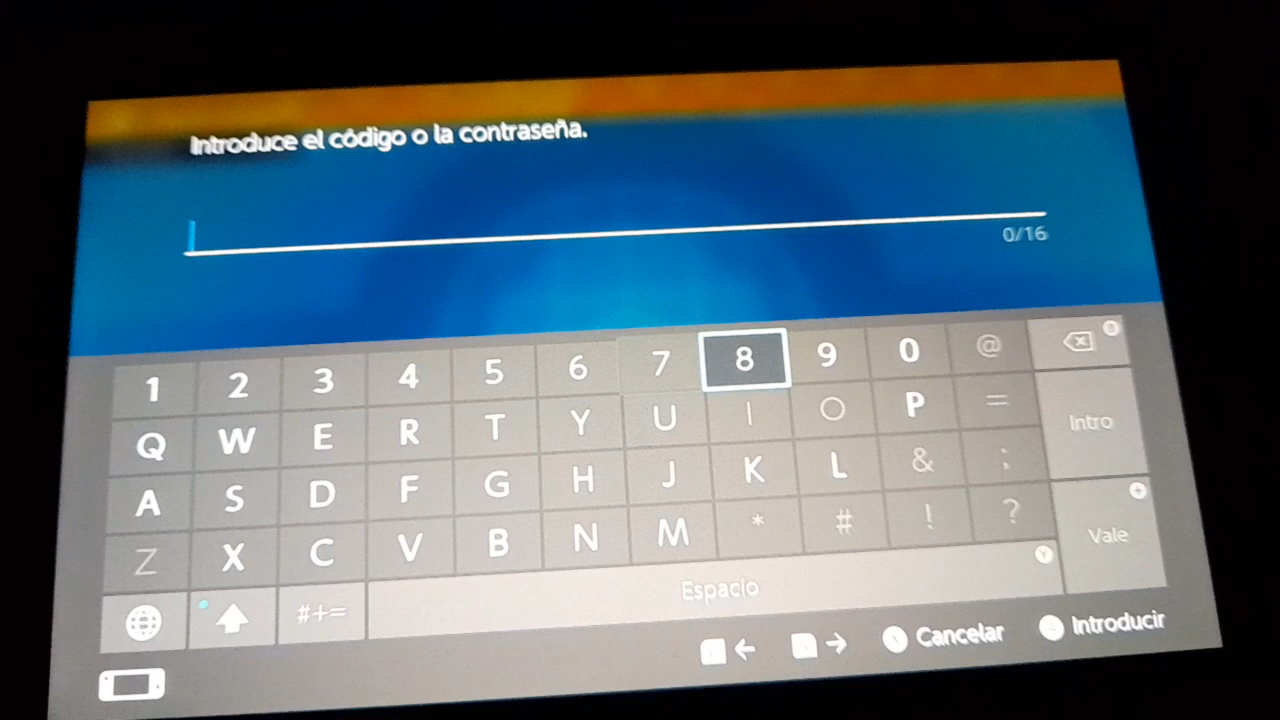 Introduce el código o la contraseña.
0/16
1 2 3 4 5 6 7 8 9 0 @
Q W E R T Y U I O P =
Intro
A S D F G H J K L & ;
Z X C V B N M * # ! ?
Vale
#+=
Espacio
Cancelar
Introducir